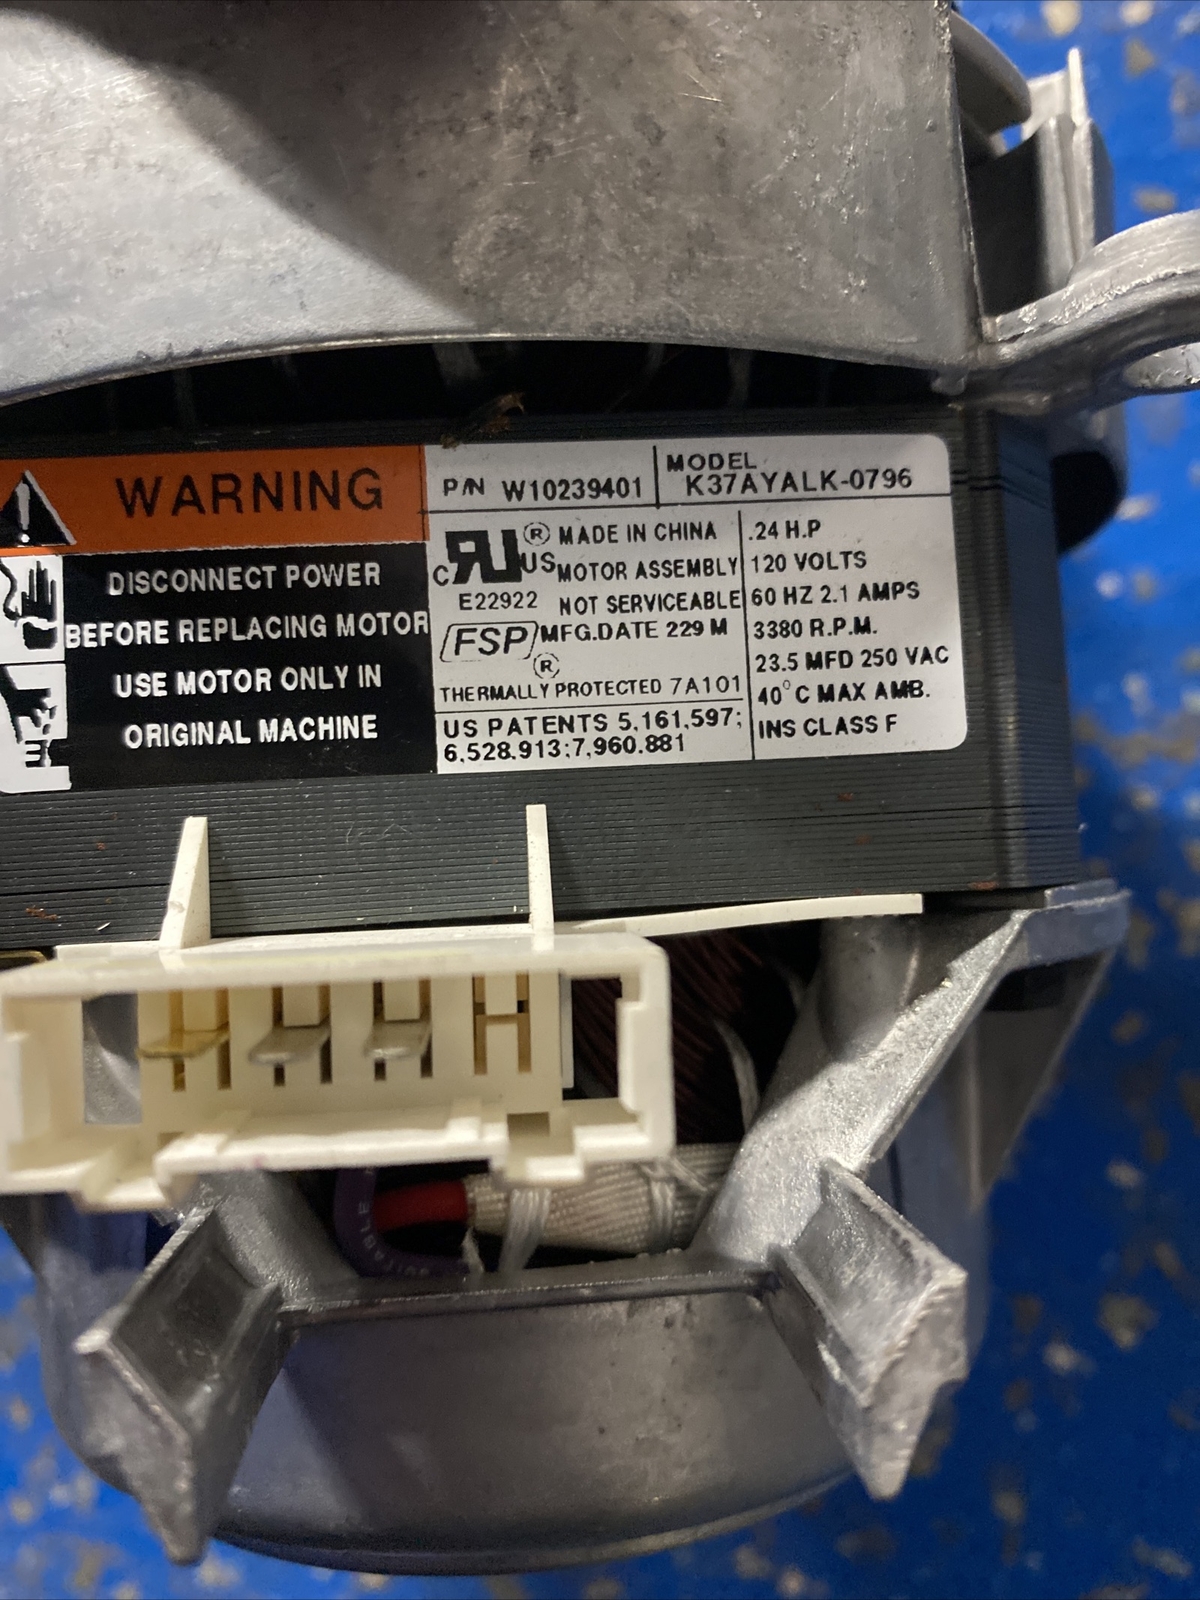 WARNING
DISCONNECT POWER
BEFORE REPLACING MOTOR
USE MOTOR ONLY IN
ORIGINAL MACHINE
P/N W10239401
MODEL
K37AYALK-0796
C RU US ® MADE IN CHINA
MOTOR ASSEMBLY
E22922 NOT SERVICEABLE
FSP ® MFG.DATE 229 M
THERMALLY PROTECTED 7A101
US PATENTS 5,161,597;
6,528,913;7,960,881
.24 H.P
120 VOLTS
60 HZ 2.1 AMPS
3380 R.P.M.
23.5 MFD 250 VAC
40°C MAX AMB.
INS CLASS F